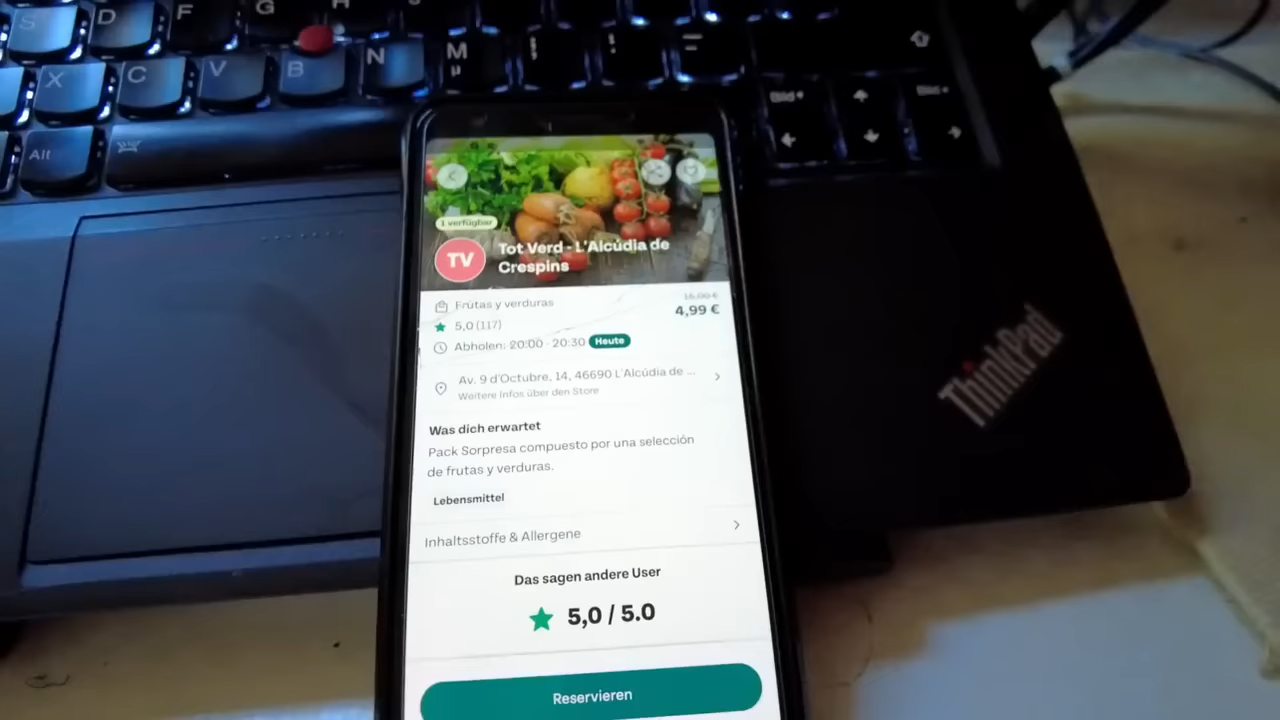 S D F G H
X C V B N M
µ
; :
Alt
Bild
Bild
1 verfügbar
TV
Tot Verd - L'Alcúdia de
Crespins
Frutas y verduras
15,00 €
4,99 €
5,0 (117)
Abholen: 20:00 - 20:30 Heute
Av. 9 d'Octubre, 14, 46690 L'Alcúdia de ...
Weitere Infos über den Store
Was dich erwartet
Pack Sorpresa compuesto por una selección
de frutas y verduras.
Lebensmittel
Inhaltsstoffe & Allergene
Das sagen andere User
5,0 / 5.0
Reservieren
ThinkPad